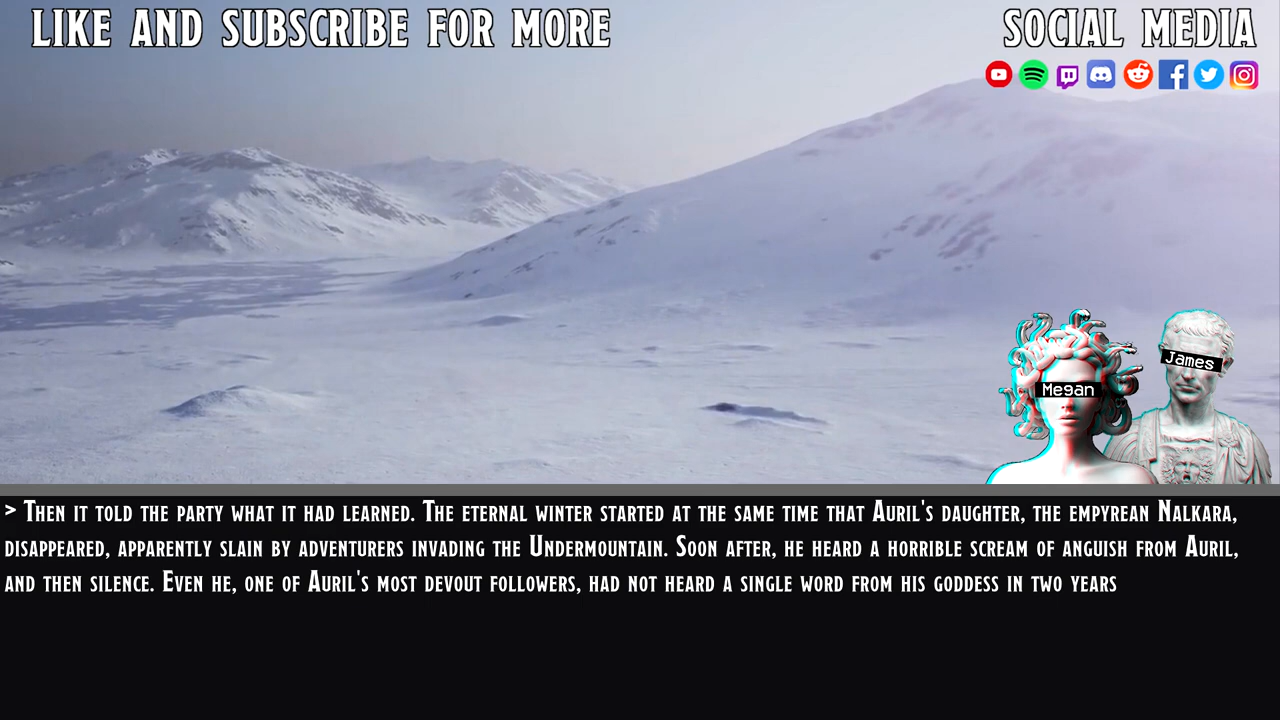 LIKE AND SUBSCRIBE FOR MORE
SOCIAL MEDIA
James
Megan
> Then it told the party what it had learned. The eternal winter started at the same time that Auril's daughter, the empyrean Nalkara,
disappeared, apparently slain by adventurers invading the Undermountain. Soon after, he heard a horrible scream of anguish from Auril,
and then silence. Even he, one of Auril's most devout followers, had not heard a single word from his goddess in two years